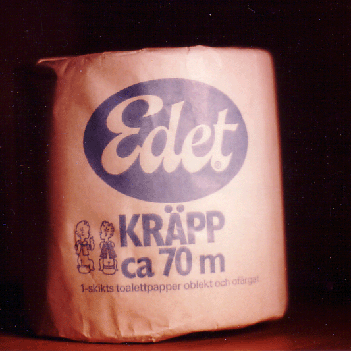 Edet®
KRÄPP
ca 70 m
1-skikts toalettpapper oblekt och ofärgat